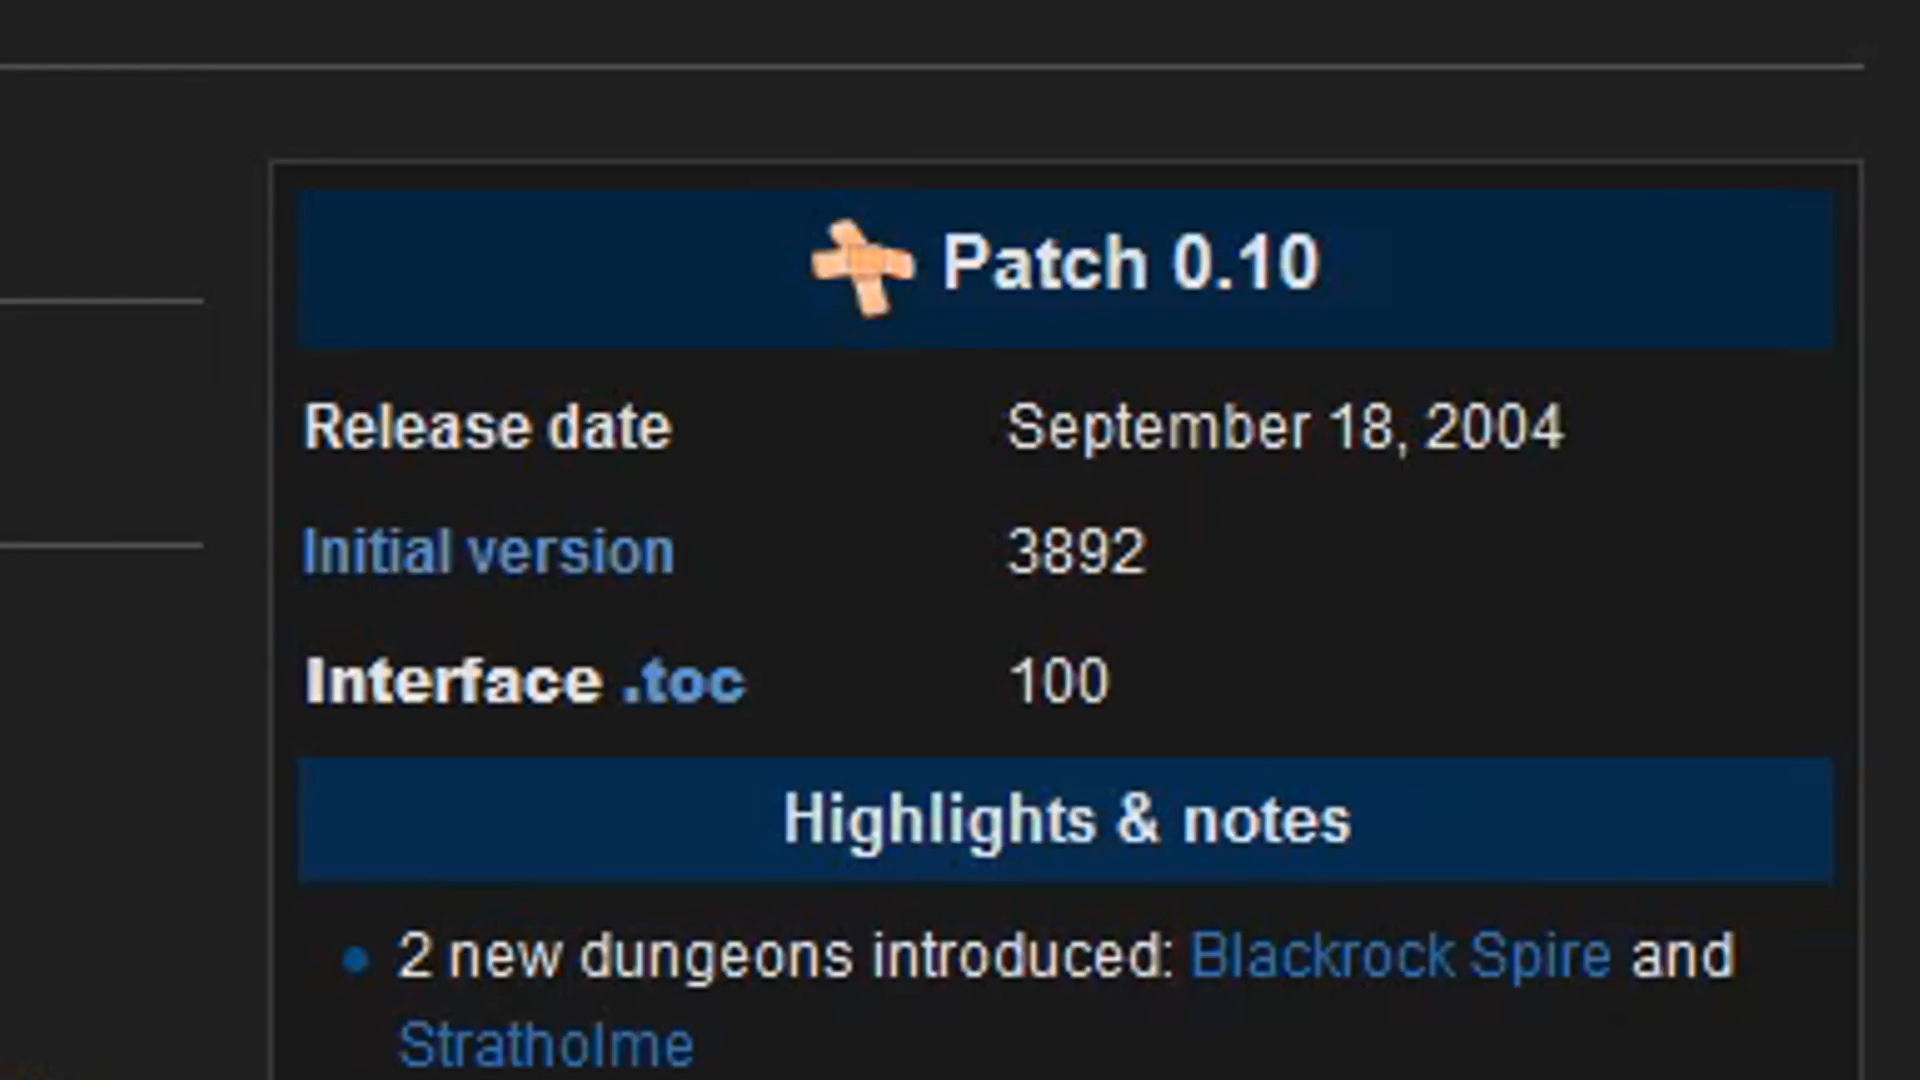 Patch 0.10
Release date September 18, 2004
Initial version 3892
Interface .toc 100
Highlights & notes
2 new dungeons introduced: Blackrock Spire and
Stratholme